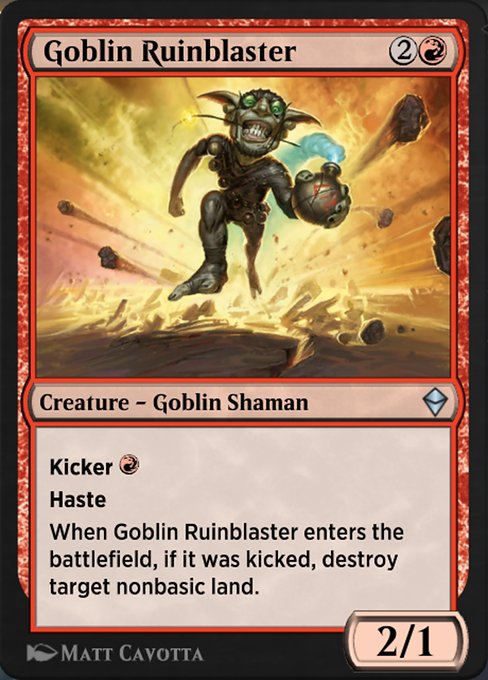 Goblin Ruinblaster 2
Creature – Goblin Shaman
Kicker
Haste
When Goblin Ruinblaster enters the
battlefield, if it was kicked, destroy
target nonbasic land.
2/1
Matt Cavotta